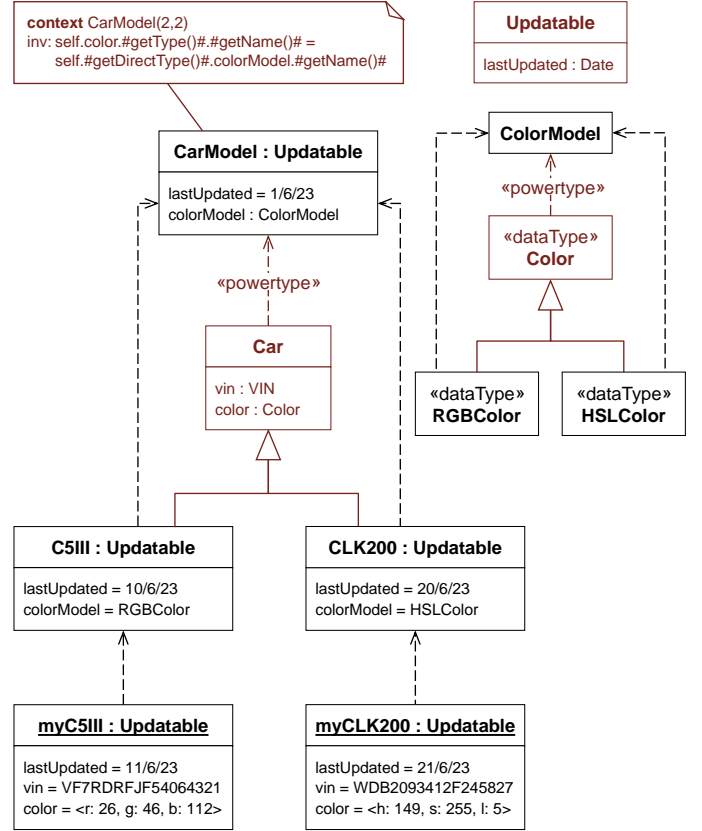 context CarModel(2,2)
inv: self.color.#getType()#.#getName()# =
self.#getDirectType()#.colorModel.#getName()#
Updatable
lastUpdated : Date
CarModel : Updatable
lastUpdated = 1/6/23
colorModel : ColorModel
ColorModel
«powertype»
«dataType»
Color
«powertype»
Car
vin : VIN
color : Color
«dataType»
RGBColor
«dataType»
HSLColor
C5III : Updatable
lastUpdated = 10/6/23
colorModel = RGBColor
CLK200 : Updatable
lastUpdated = 20/6/23
colorModel = HSLColor
myC5III : Updatable
lastUpdated = 11/6/23
vin = VF7RDRFJF54064321
color = <r: 26, g: 46, b: 112>
myCLK200 : Updatable
lastUpdated = 21/6/23
vin = WDB2093412F245827
color = <h: 149, s: 255, l: 5>